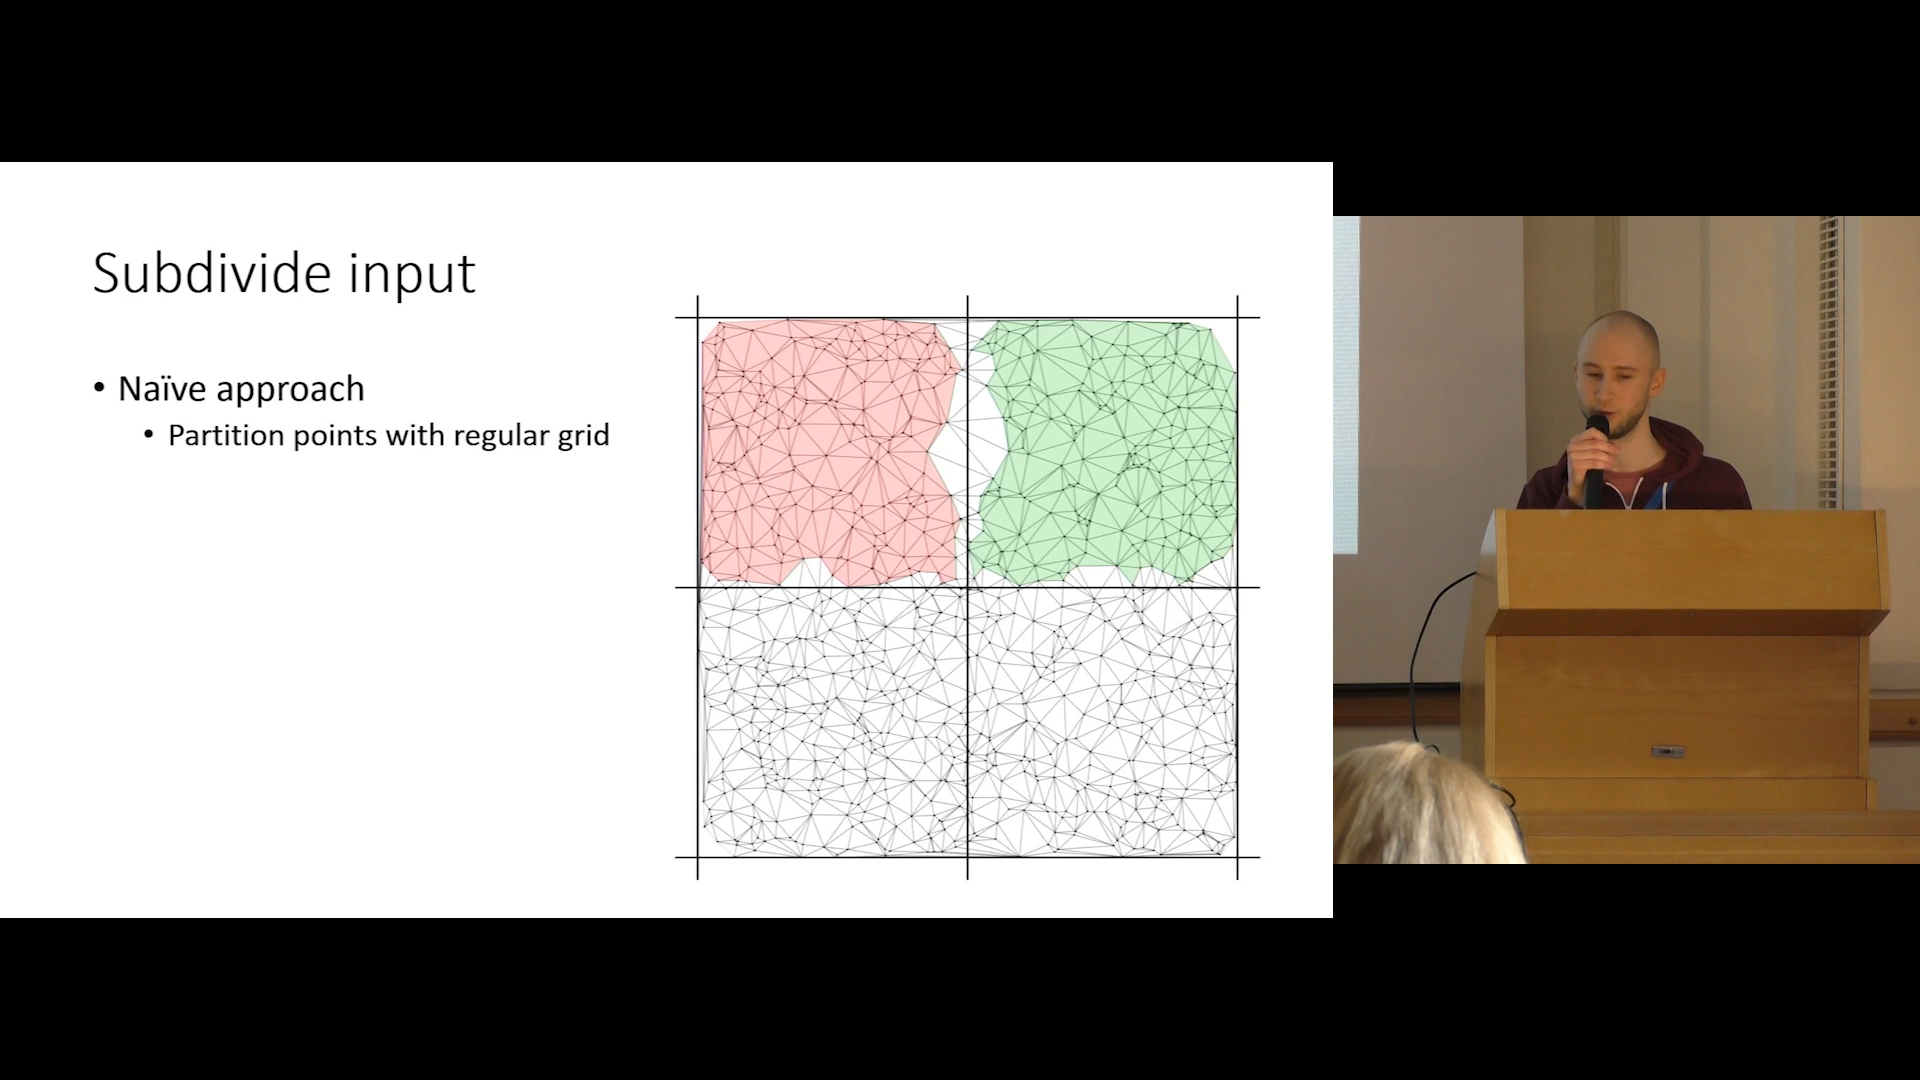 Subdivide input
• Naïve approach
• Partition points with regular grid